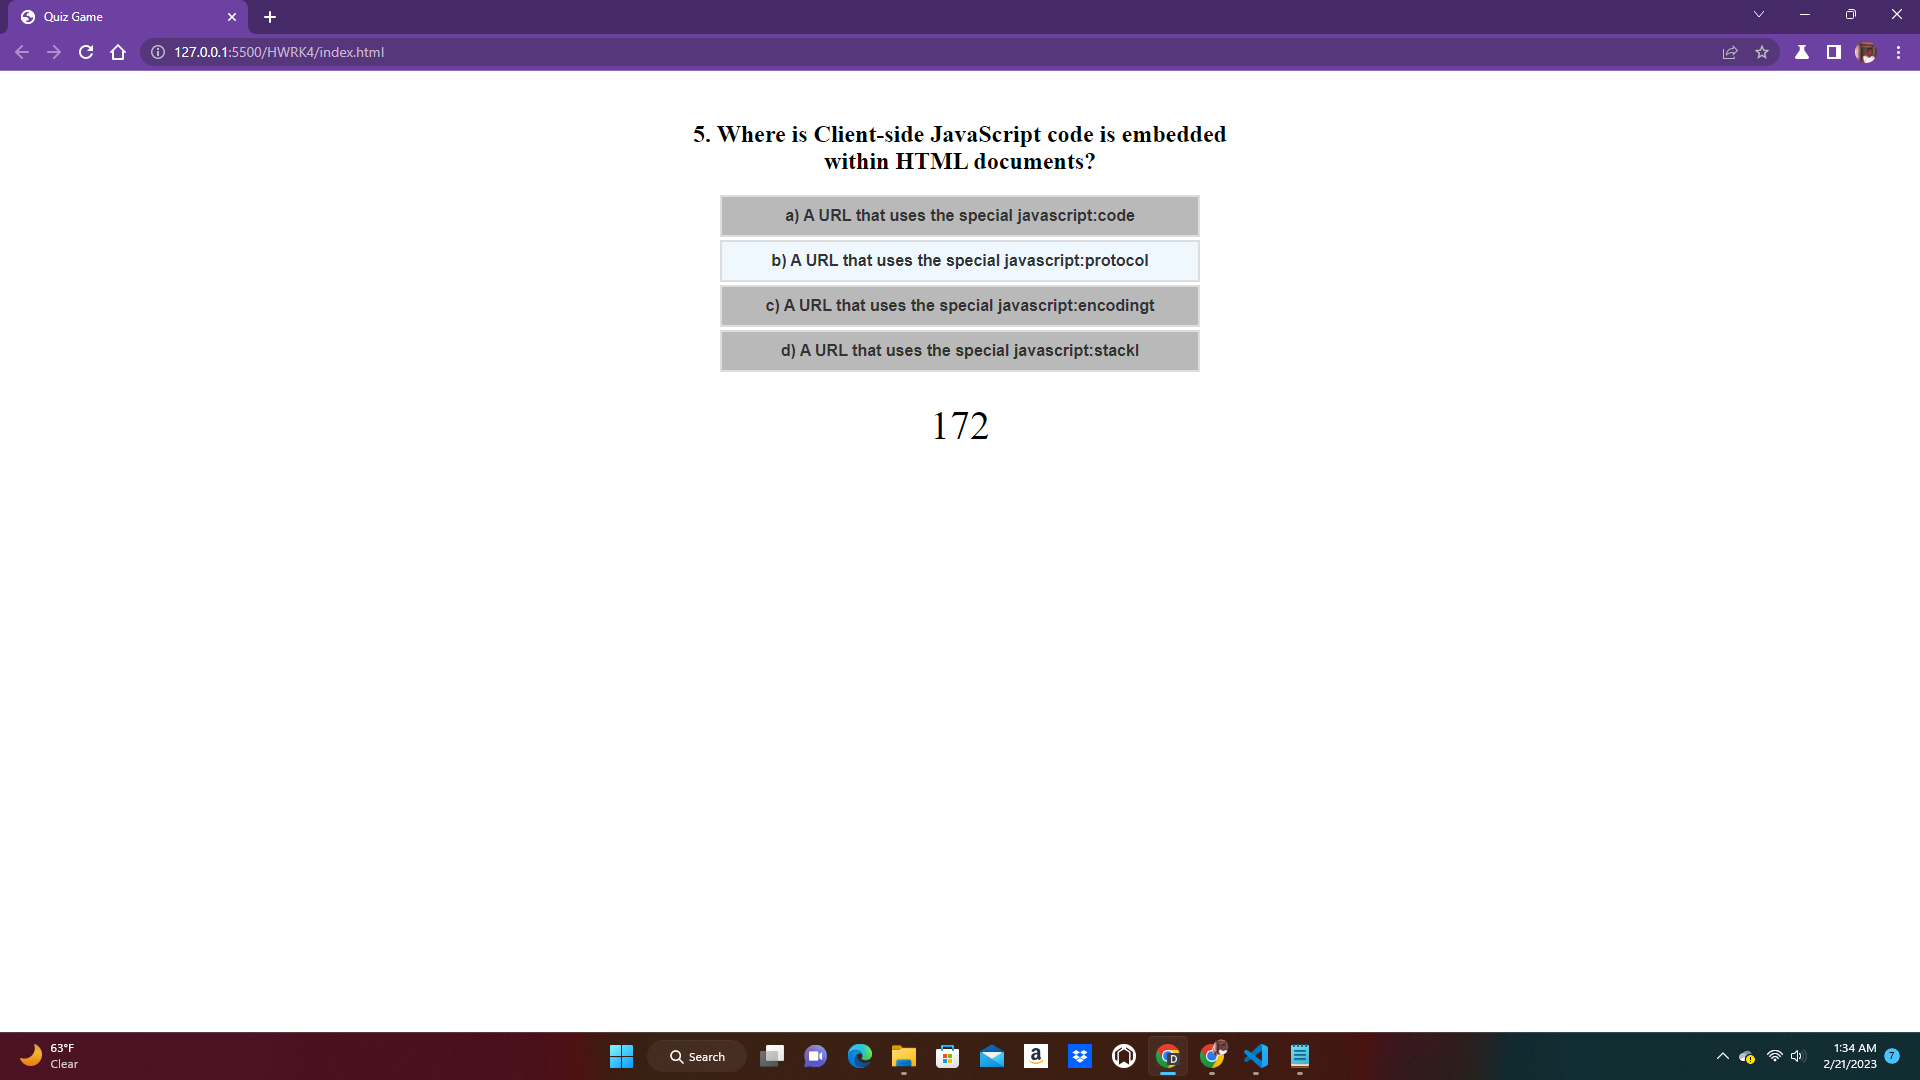 Quiz Game
127.0.0.1:5500/HWRK4/index.html
5. Where is Client-side JavaScript code is embedded
within HTML documents?
a) A URL that uses the special javascript:code
b) A URL that uses the special javascript:protocol
c) A URL that uses the special javascript:encodingt
d) A URL that uses the special javascript:stackl
172
63°F
Clear
Search
a
D
1:34 AM
2/21/2023
7